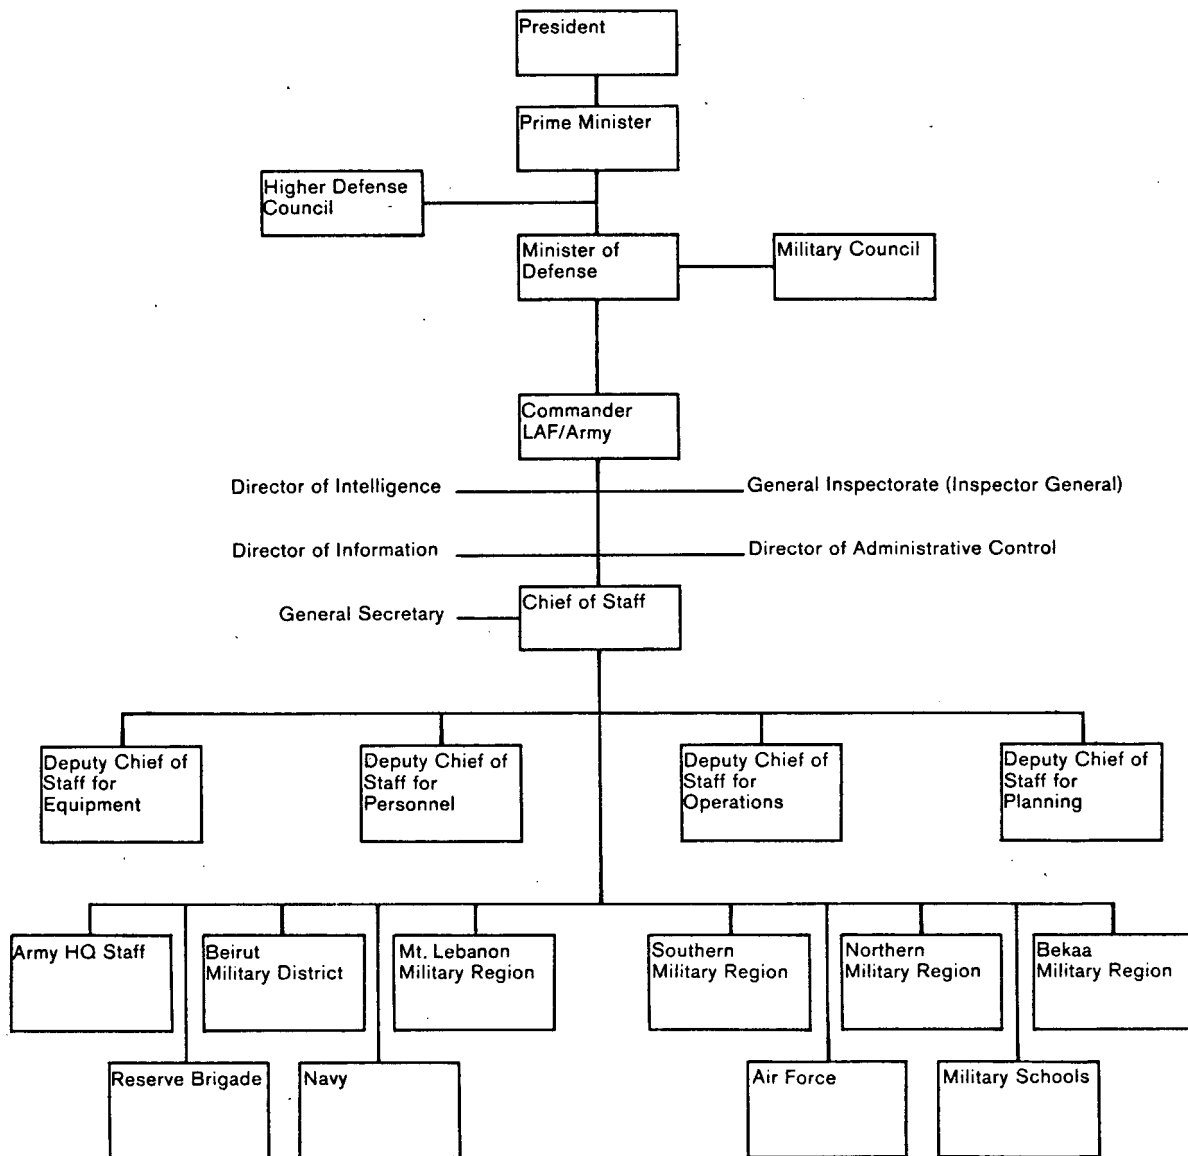 President
Prime Minister
Higher Defense
Council
Minister of
Defense
Military Council
Commander
LAF/Army
Director of Intelligence
General Inspectorate (Inspector General)
Director of Information
Director of Administrative Control
Chief of Staff
General Secretary
Deputy Chief of
Staff for
Equipment
Deputy Chief of
Staff for
Personnel
Deputy Chief of
Staff for
Operations
Deputy Chief of
Staff for
Planning
Army HQ Staff
Beirut
Military District
Mt. Lebanon
Military Region
Southern
Military Region
Northern
Military Region
Bekaa
Military Region
Reserve Brigade
Navy
Air Force
Military Schools